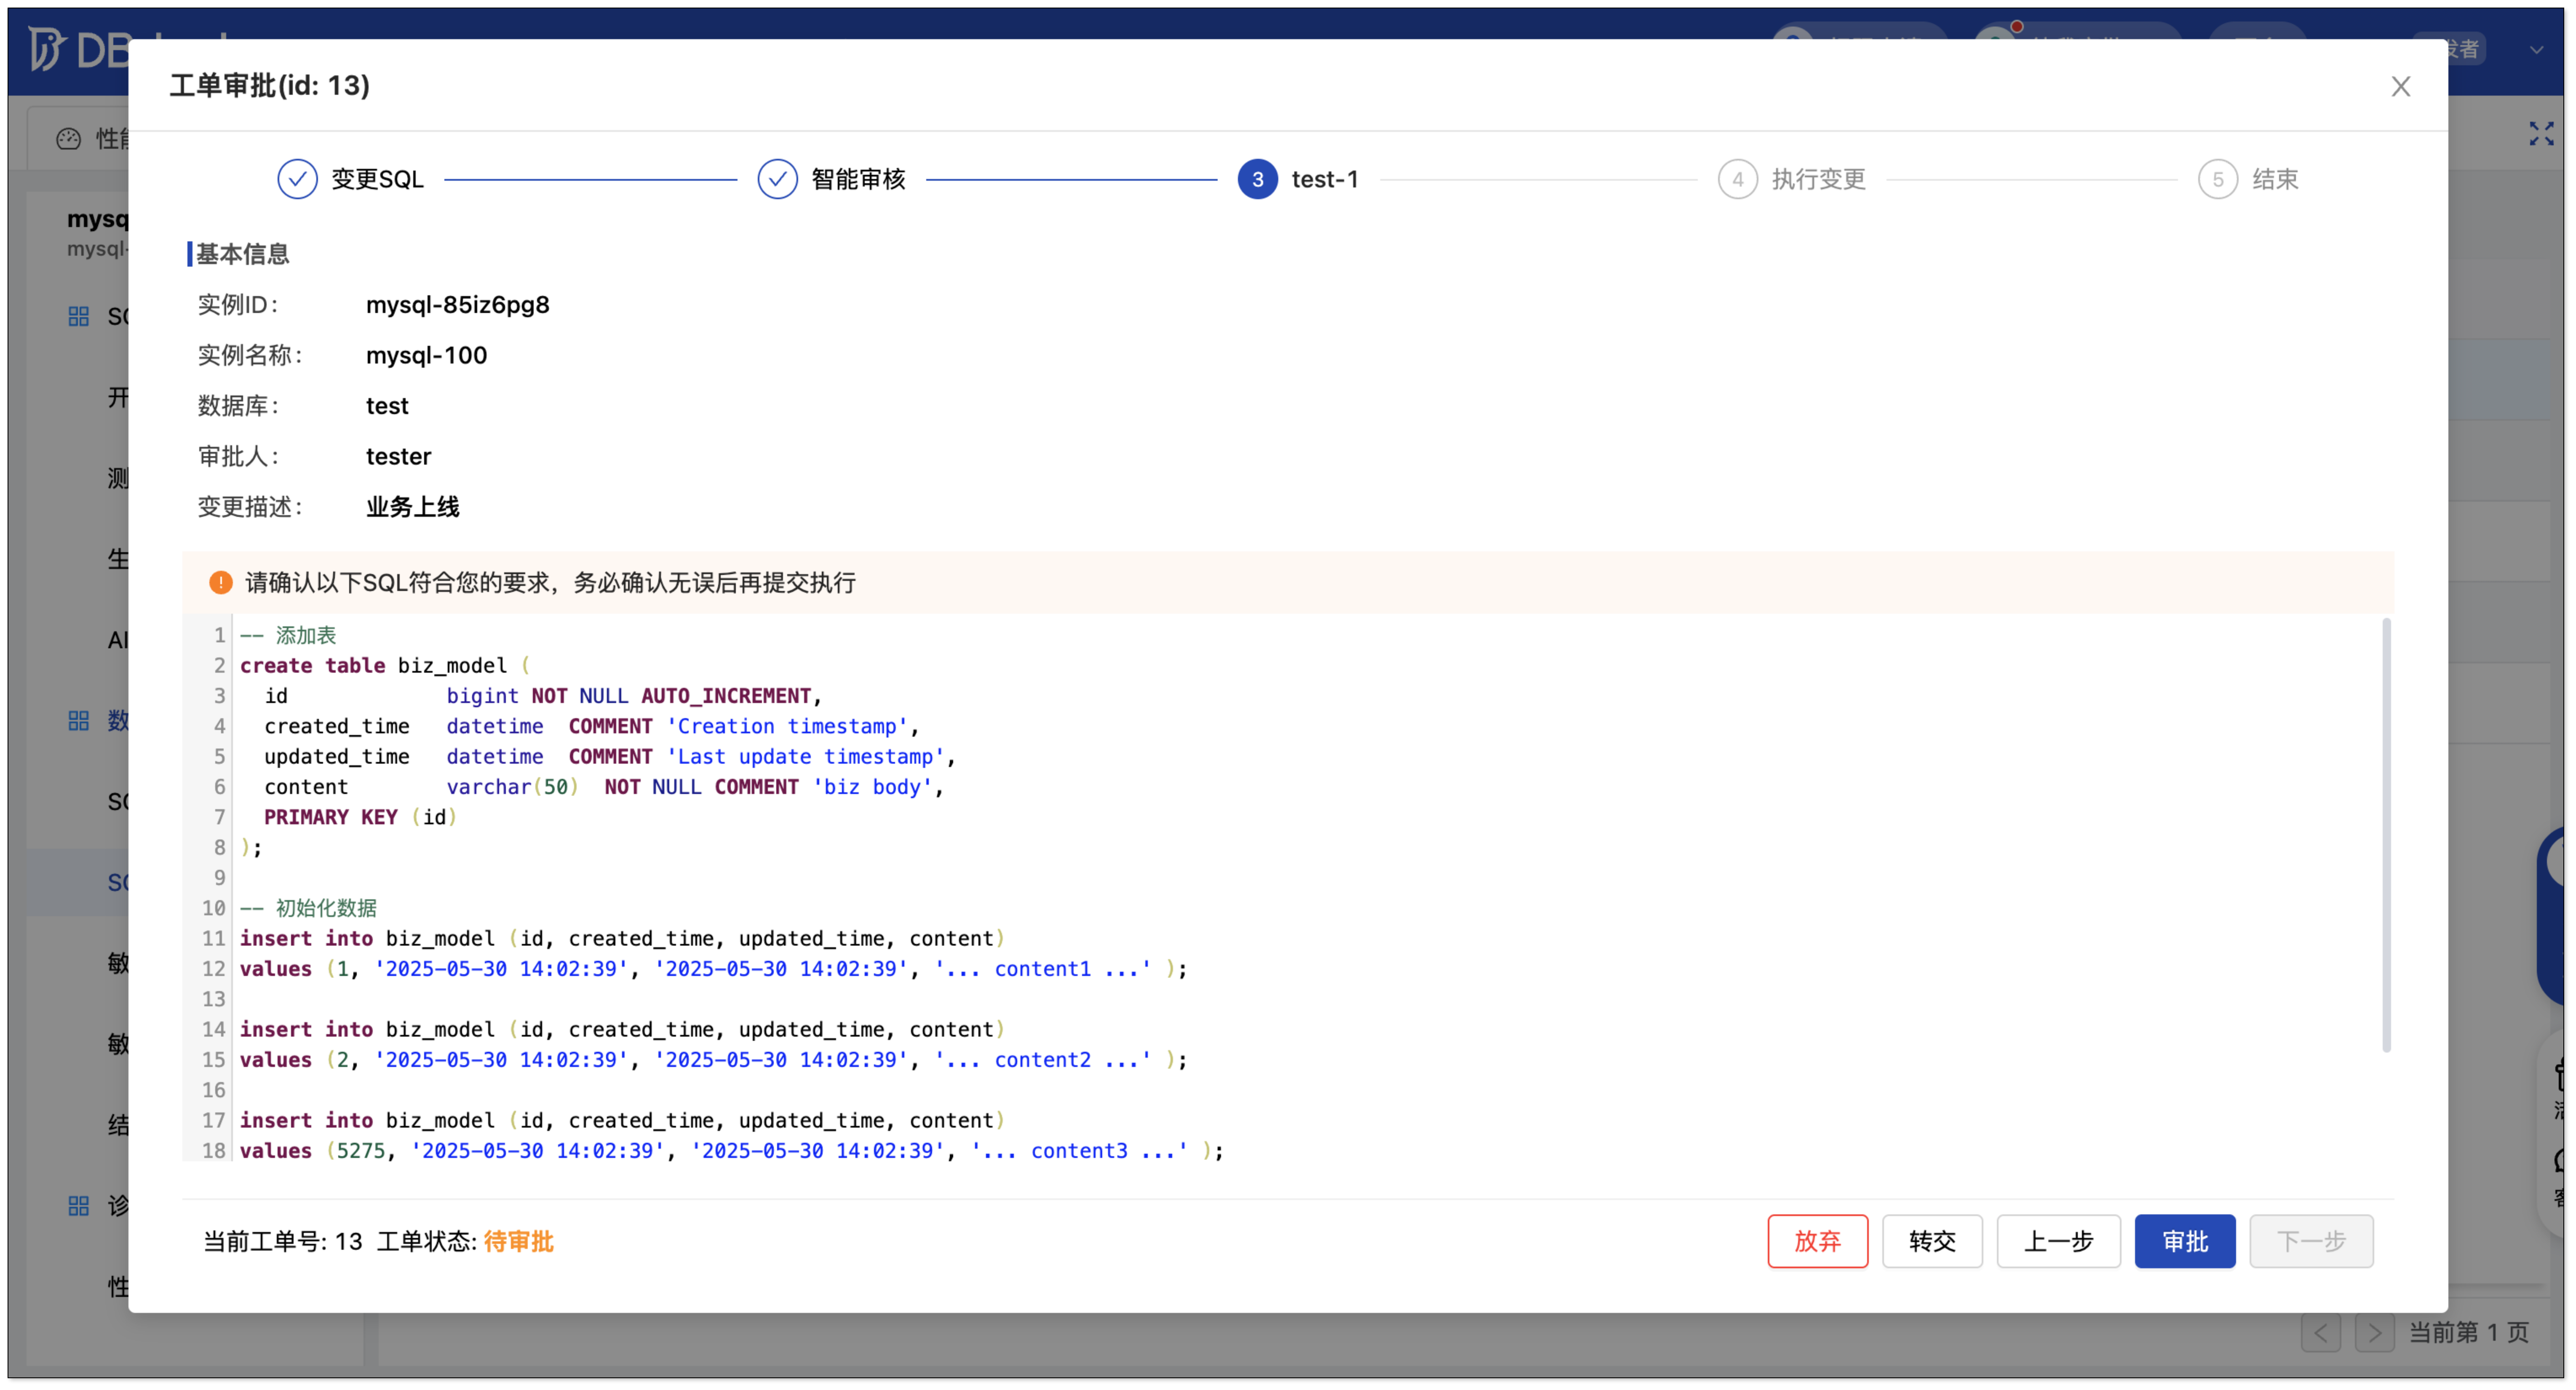 工单审批(id: 13)
变更SQL
智能审核
3 test-1
4 执行变更
5 结束
基本信息
实例ID: mysql-85iz6pg8
实例名称: mysql-100
数据库: test
审批人: tester
变更描述: 业务上线
请确认以下SQL符合您的要求，务必确认无误后再提交执行
1 -- 添加表
2 create table biz_model (
3 id bigint NOT NULL AUTO_INCREMENT,
4 created_time datetime COMMENT 'Creation timestamp',
5 updated_time datetime COMMENT 'Last update timestamp',
6 content varchar(50) NOT NULL COMMENT 'biz body',
7 PRIMARY KEY (id)
8 );
9
10 -- 初始化数据
11 insert into biz_model (id, created_time, updated_time, content)
12 values (1, '2025-05-30 14:02:39', '2025-05-30 14:02:39', '... content1 ...' );
13
14 insert into biz_model (id, created_time, updated_time, content)
15 values (2, '2025-05-30 14:02:39', '2025-05-30 14:02:39', '... content2 ...' );
16
17 insert into biz_model (id, created_time, updated_time, content)
18 values (5275, '2025-05-30 14:02:39', '2025-05-30 14:02:39', '... content3 ...' );
当前工单号: 13 工单状态: 待审批
放弃
转交
上一步
审批
下一步
当前第 1 页